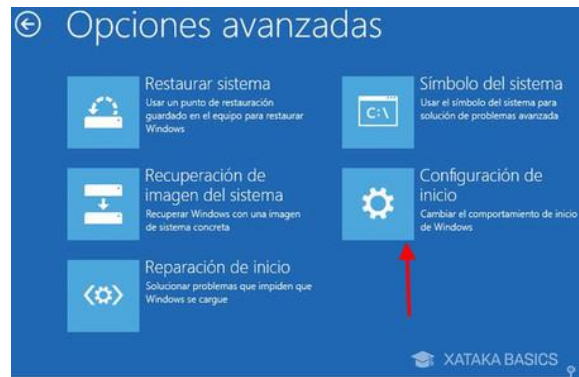 Opciones avanzadas
Restaurar sistema
Usar un punto de restauración
guardado en el equipo para restaurar
Windows
Símbolo del sistema
Usar el símbolo del sistema para
solución de problemas avanzada
C:\
Recuperación de
imagen del sistema
Recuperar Windows con una imagen
de sistema concreta
Configuración de
inicio
Cambiar el comportamiento de inicio
de Windows
Reparación de inicio
Solucionar problemas que impiden que
Windows se cargue
XATAKA BASICS